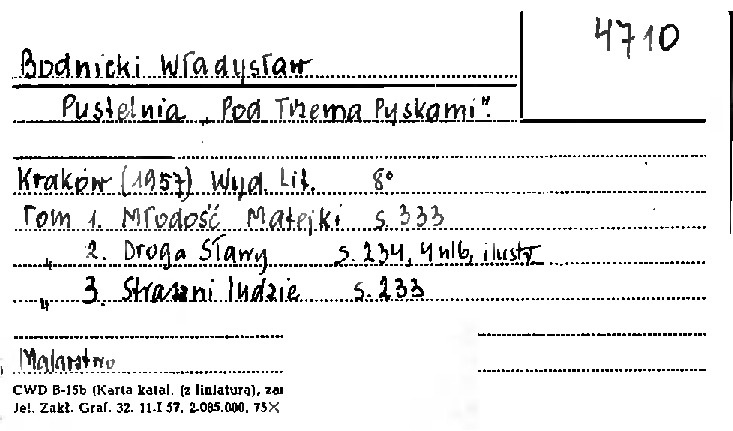 4710
Bodnicki Władysław
Pustelnia „Pod Trzema Pyskami".
Kraków (1957) Wyd. Lit. 8°
Tom 1. Młodość Matejki s. 333
„ 2. Droga Sławy s. 234, 4 nlb, ilustr
„ 3. Straszni ludzie s. 233
Malarstwo
CWD B-15b (Karta katal. (z liniaturą), zam
Jel. Zakł. Graf. 32. 11-I 57, 2.085.000, 75X